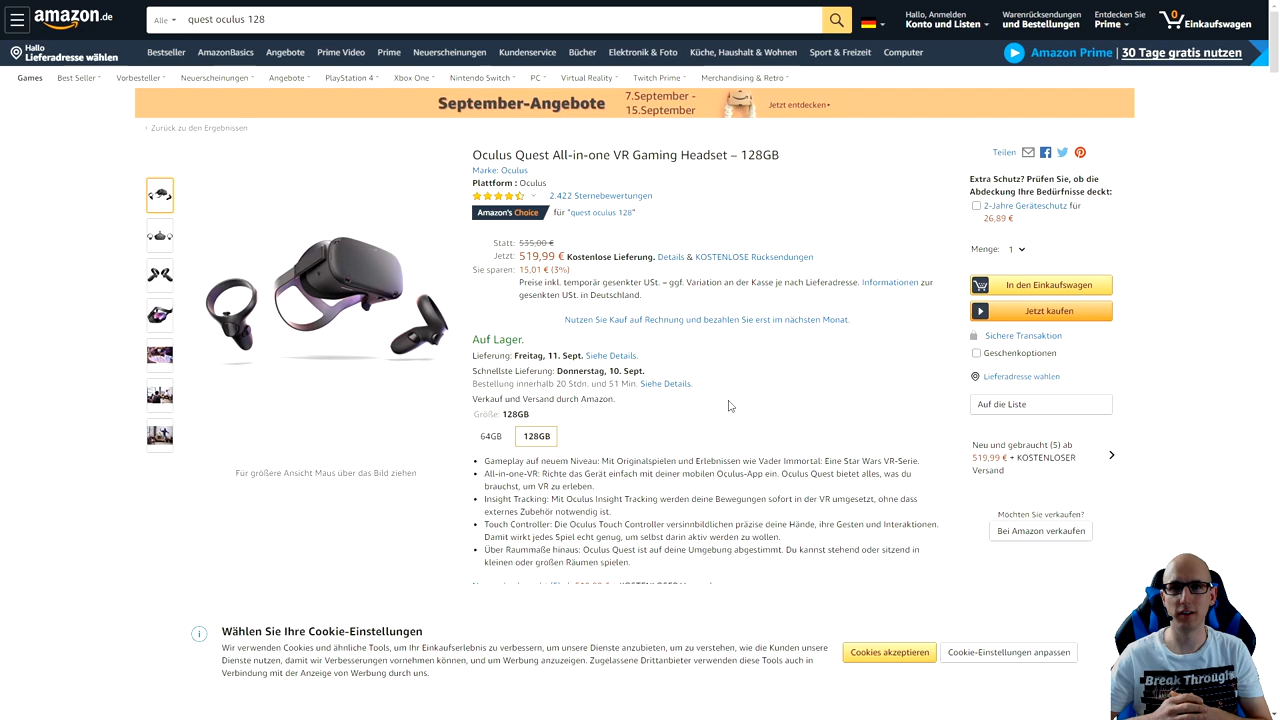 amazon.de
Alle
quest oculus 128
Hallo, Anmelden
Konto und Listen
Warenrücksendungen
und Bestellungen
Entdecken Sie
Prime
0
Einkaufswagen
Hallo
Lieferadresse wählen
Bestseller AmazonBasics Angebote Prime Video Prime Neuerscheinungen Kundenservice Bücher Elektronik & Foto Küche, Haushalt & Wohnen Sport & Freizeit Computer
Amazon Prime | 30 Tage gratis nutzen
Games Best Seller Vorbesteller Neuerscheinungen Angebote PlayStation 4 Xbox One Nintendo Switch PC Virtual Reality Twitch Prime Merchandising & Retro
September-Angebote
7.September -
15.September
Jetzt entdecken
‹ Zurück zu den Ergebnissen
Oculus Quest All-in-one VR Gaming Headset – 128GB
Marke: Oculus
Plattform : Oculus
2.422 Sternebewertungen
Amazon's Choice für "quest oculus 128"
Statt: 535,00 €
Jetzt: 519,99 € Kostenlose Lieferung. Details & KOSTENLOSE Rücksendungen
Sie sparen: 15,01 € (3%)
Preise inkl. temporär gesenkter USt. – ggf. Variation an der Kasse je nach Lieferadresse. Informationen zur
gesenkten USt. in Deutschland.
Nutzen Sie Kauf auf Rechnung und bezahlen Sie erst im nächsten Monat.
Auf Lager.
Lieferung: Freitag, 11. Sept. Siehe Details.
Schnellste Lieferung: Donnerstag, 10. Sept.
Bestellung innerhalb 20 Stdn. und 51 Min. Siehe Details.
Verkauf und Versand durch Amazon.
Größe: 128GB
64GB 128GB
• Gameplay auf neuem Niveau: Mit Originalspielen und Erlebnissen wie Vader Immortal: Eine Star Wars VR-Serie.
• All-in-one-VR: Richte das Gerät einfach mit deiner mobilen Oculus-App ein. Oculus Quest bietet alles, was du
brauchst, um VR zu erleben.
• Insight Tracking: Mit Oculus Insight Tracking werden deine Bewegungen sofort in der VR umgesetzt, ohne dass
externes Zubehör notwendig ist.
• Touch Controller: Die Oculus Touch Controller versinnbildlichen präzise deine Hände, ihre Gesten und Interaktionen.
Damit wirkt jedes Spiel echt genug, um selbst darin aktiv werden zu wollen.
• Über Raummaße hinaus: Oculus Quest ist auf deine Umgebung abgestimmt. Du kannst stehend oder sitzend in
kleinen oder großen Räumen spielen.
Für größere Ansicht Maus über das Bild ziehen
Teilen
Extra Schutz? Prüfen Sie, ob die
Abdeckung Ihre Bedürfnisse deckt:
2-Jahre Geräteschutz für
26,89 €
Menge: 1
In den Einkaufswagen
Jetzt kaufen
Sichere Transaktion
Geschenkoptionen
Lieferadresse wählen
Auf die Liste
Neu und gebraucht (5) ab
519,99 € + KOSTENLOSER
Versand
Möchten Sie verkaufen?
Bei Amazon verkaufen
Wählen Sie Ihre Cookie-Einstellungen
Wir verwenden Cookies und ähnliche Tools, um Ihr Einkaufserlebnis zu verbessern, um unsere Dienste anzubieten, um zu verstehen, wie die Kunden unsere
Dienste nutzen, damit wir Verbesserungen vornehmen können, und um Werbung anzuzeigen. Zugelassene Drittanbieter verwenden diese Tools auch in
Verbindung mit der Anzeige von Werbung durch uns.
Cookies akzeptieren
Cookie-Einstellungen anpassen
Break Through